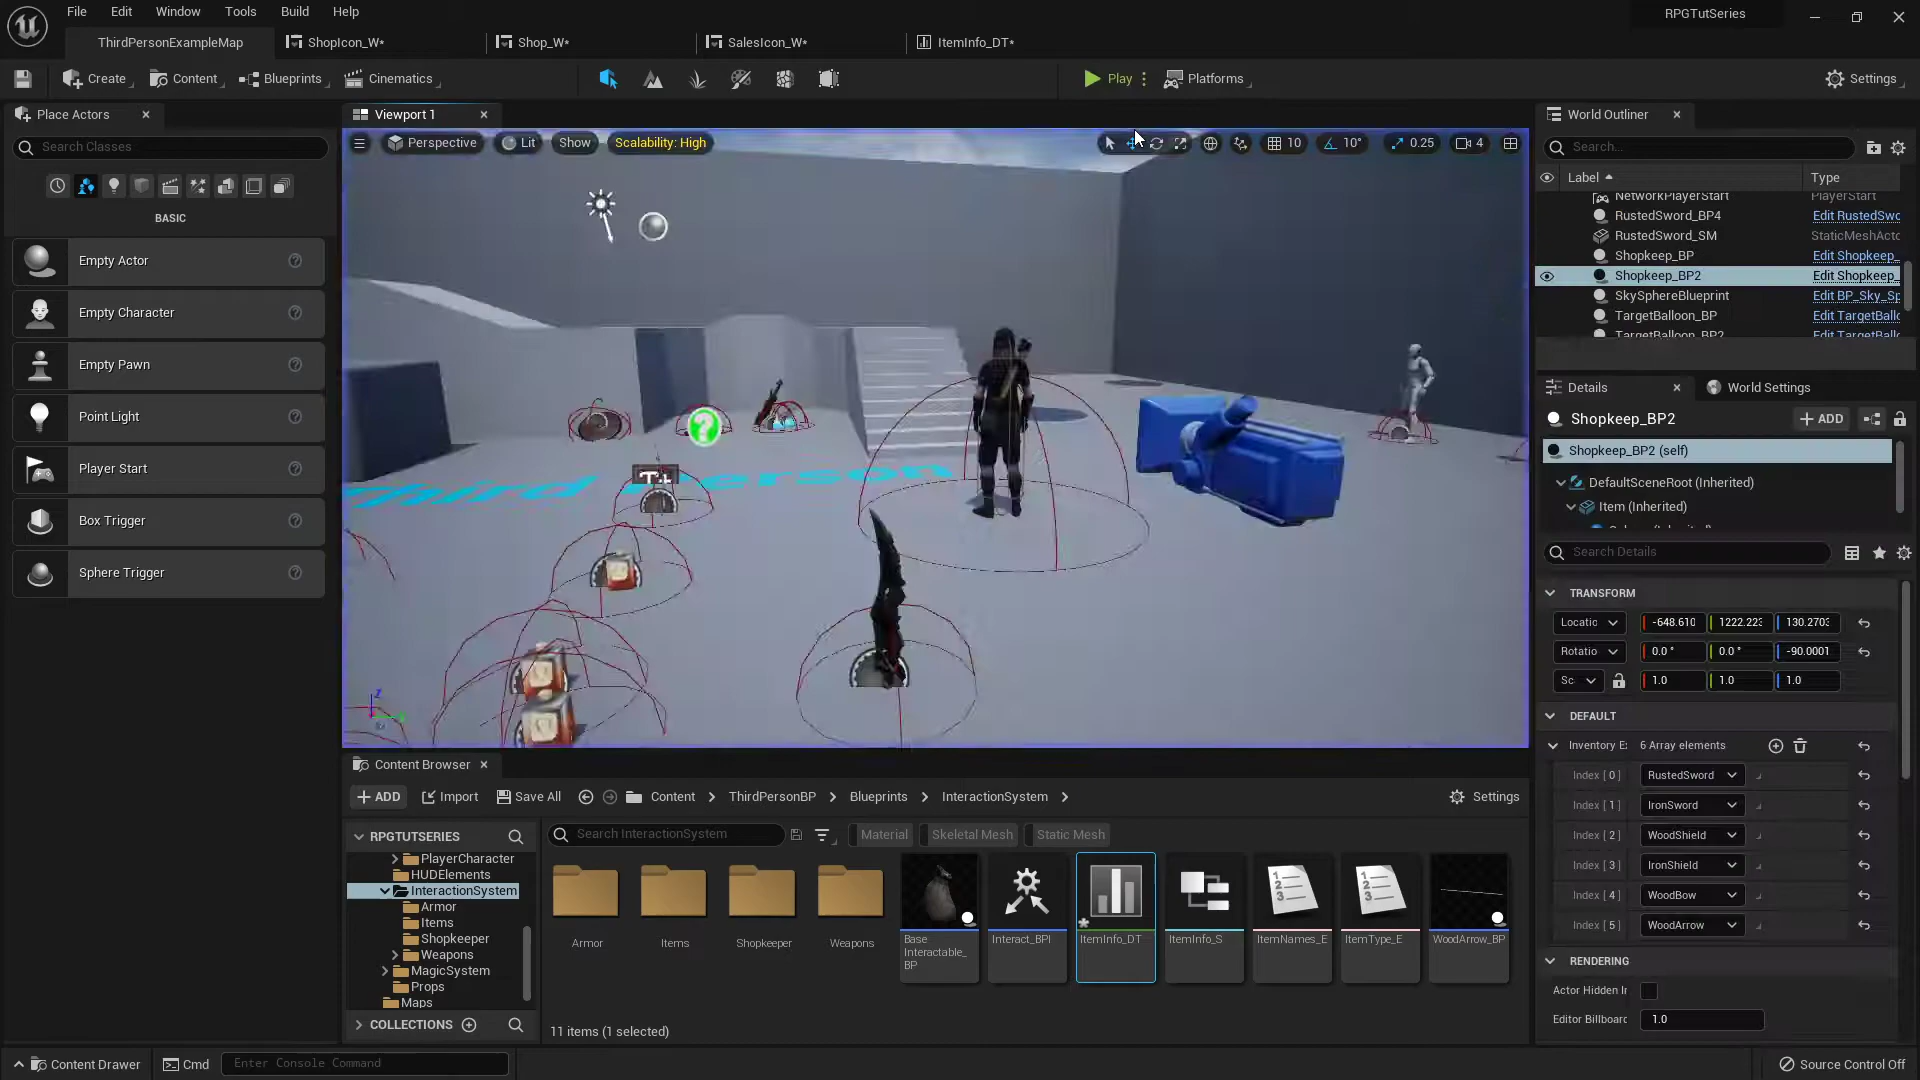 File Edit Window Tools Build Help
RPGTutSeries
ThirdPersonExampleMap
ShopIcon_W*
Shop_W*
SalesIcon_W*
ItemInfo_DT*
Create
Content
Blueprints
Cinematics
Play
Platforms
Settings
Place Actors
Search Classes
BASIC
Empty Actor
Empty Character
Empty Pawn
Point Light
Player Start
Box Trigger
Sphere Trigger
Viewport 1
Perspective
Lit
Show
Scalability: High
10
10°
0.25
4
Person
World Outliner
Search...
Label
Type
NetworkPlayerStart PlayerStart
RustedSword_BP4 Edit RustedSwo
RustedSword_SM StaticMeshActo
Shopkeep_BP Edit Shopkeep_
Shopkeep_BP2 Edit Shopkeep_
SkySphereBlueprint Edit BP_Sky_Sp
TargetBalloon_BP Edit TargetBallo
TargetBalloon_BP2 Edit TargetBallo
Details
World Settings
Shopkeep_BP2
ADD
Shopkeep_BP2 (self)
DefaultSceneRoot (Inherited)
Item (Inherited)
Search Details
TRANSFORM
Locatio -648.610 1222.223 130.2703
Rotatio 0.0 ° 0.0 ° -90.0001
Sc 1.0 1.0 1.0
DEFAULT
Inventory E 6 Array elements
Index [ 0 ] RustedSword
Index [ 1 ] IronSword
Index [ 2 ] WoodShield
Index [ 3 ] IronShield
Index [ 4 ] WoodBow
Index [ 5 ] WoodArrow
RENDERING
Actor Hidden In
Editor Billboard 1.0
Content Browser
ADD
Import
Save All
Content
ThirdPersonBP
Blueprints
InteractionSystem
Settings
RPGTUTSERIES
PlayerCharacter
HUDElements
InteractionSystem
Armor
Items
Shopkeeper
Weapons
MagicSystem
Props
Maps
COLLECTIONS
Search InteractionSystem
Material
Skeletal Mesh
Static Mesh
Armor
Items
Shopkeeper
Weapons
Base
Interactable_
BP
Interact_BPI
ItemInfo_DT
ItemInfo_S
ItemNames_E
ItemType_E
WoodArrow_BP
11 items (1 selected)
Content Drawer
Cmd
Enter Console Command
Source Control Off